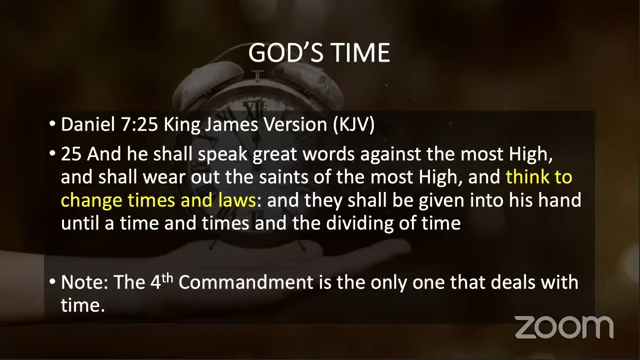 GOD'S TIME
• Daniel 7:25 King James Version (KJV)
• 25 And he shall speak great words against the most High,
and shall wear out the saints of the most High, and think to
change times and laws: and they shall be given into his hand
until a time and times and the dividing of time
• Note: The 4th Commandment is the only one that deals with
time.
zoom